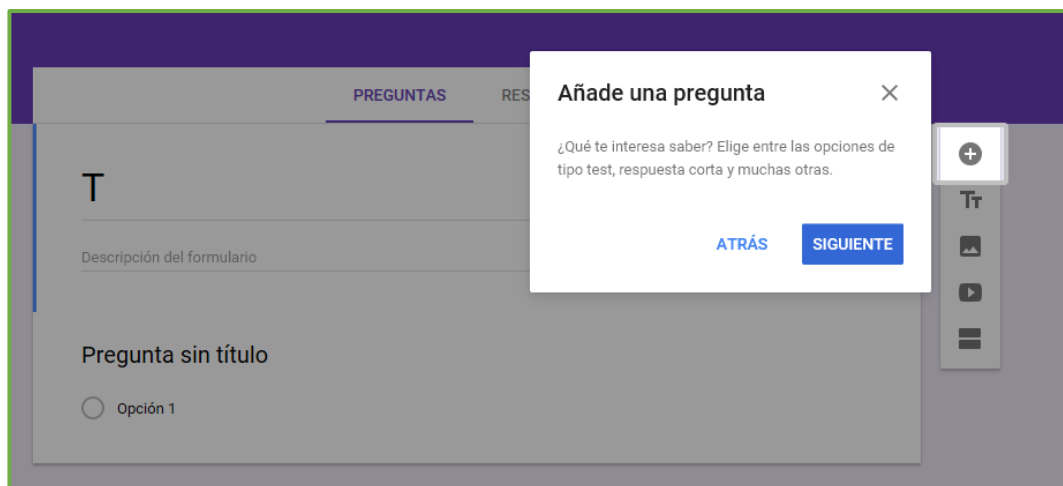 PREGUNTAS RES
Añade una pregunta
¿Qué te interesa saber? Elige entre las opciones de
tipo test, respuesta corta y muchas otras.
ATRÁS SIGUIENTE
T
Descripción del formulario
Pregunta sin título
Opción 1
Tт